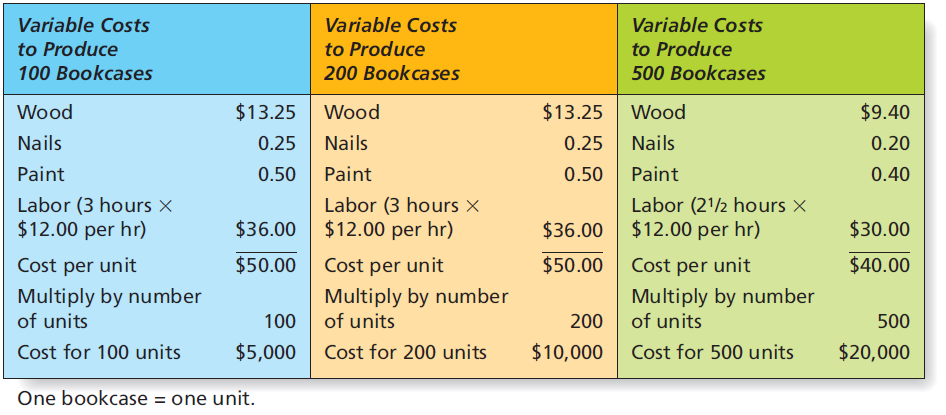 Variable Costs
to Produce
100 Bookcases
Wood $13.25
Nails 0.25
Paint 0.50
Labor (3 hours ×
$12.00 per hr) $36.00
Cost per unit $50.00
Multiply by number
of units 100
Cost for 100 units $5,000
Variable Costs
to Produce
200 Bookcases
Wood $13.25
Nails 0.25
Paint 0.50
Labor (3 hours ×
$12.00 per hr) $36.00
Cost per unit $50.00
Multiply by number
of units 200
Cost for 200 units $10,000
Variable Costs
to Produce
500 Bookcases
Wood $9.40
Nails 0.20
Paint 0.40
Labor (2½ hours ×
$12.00 per hr) $30.00
Cost per unit $40.00
Multiply by number
of units 500
Cost for 500 units $20,000
One bookcase = one unit.